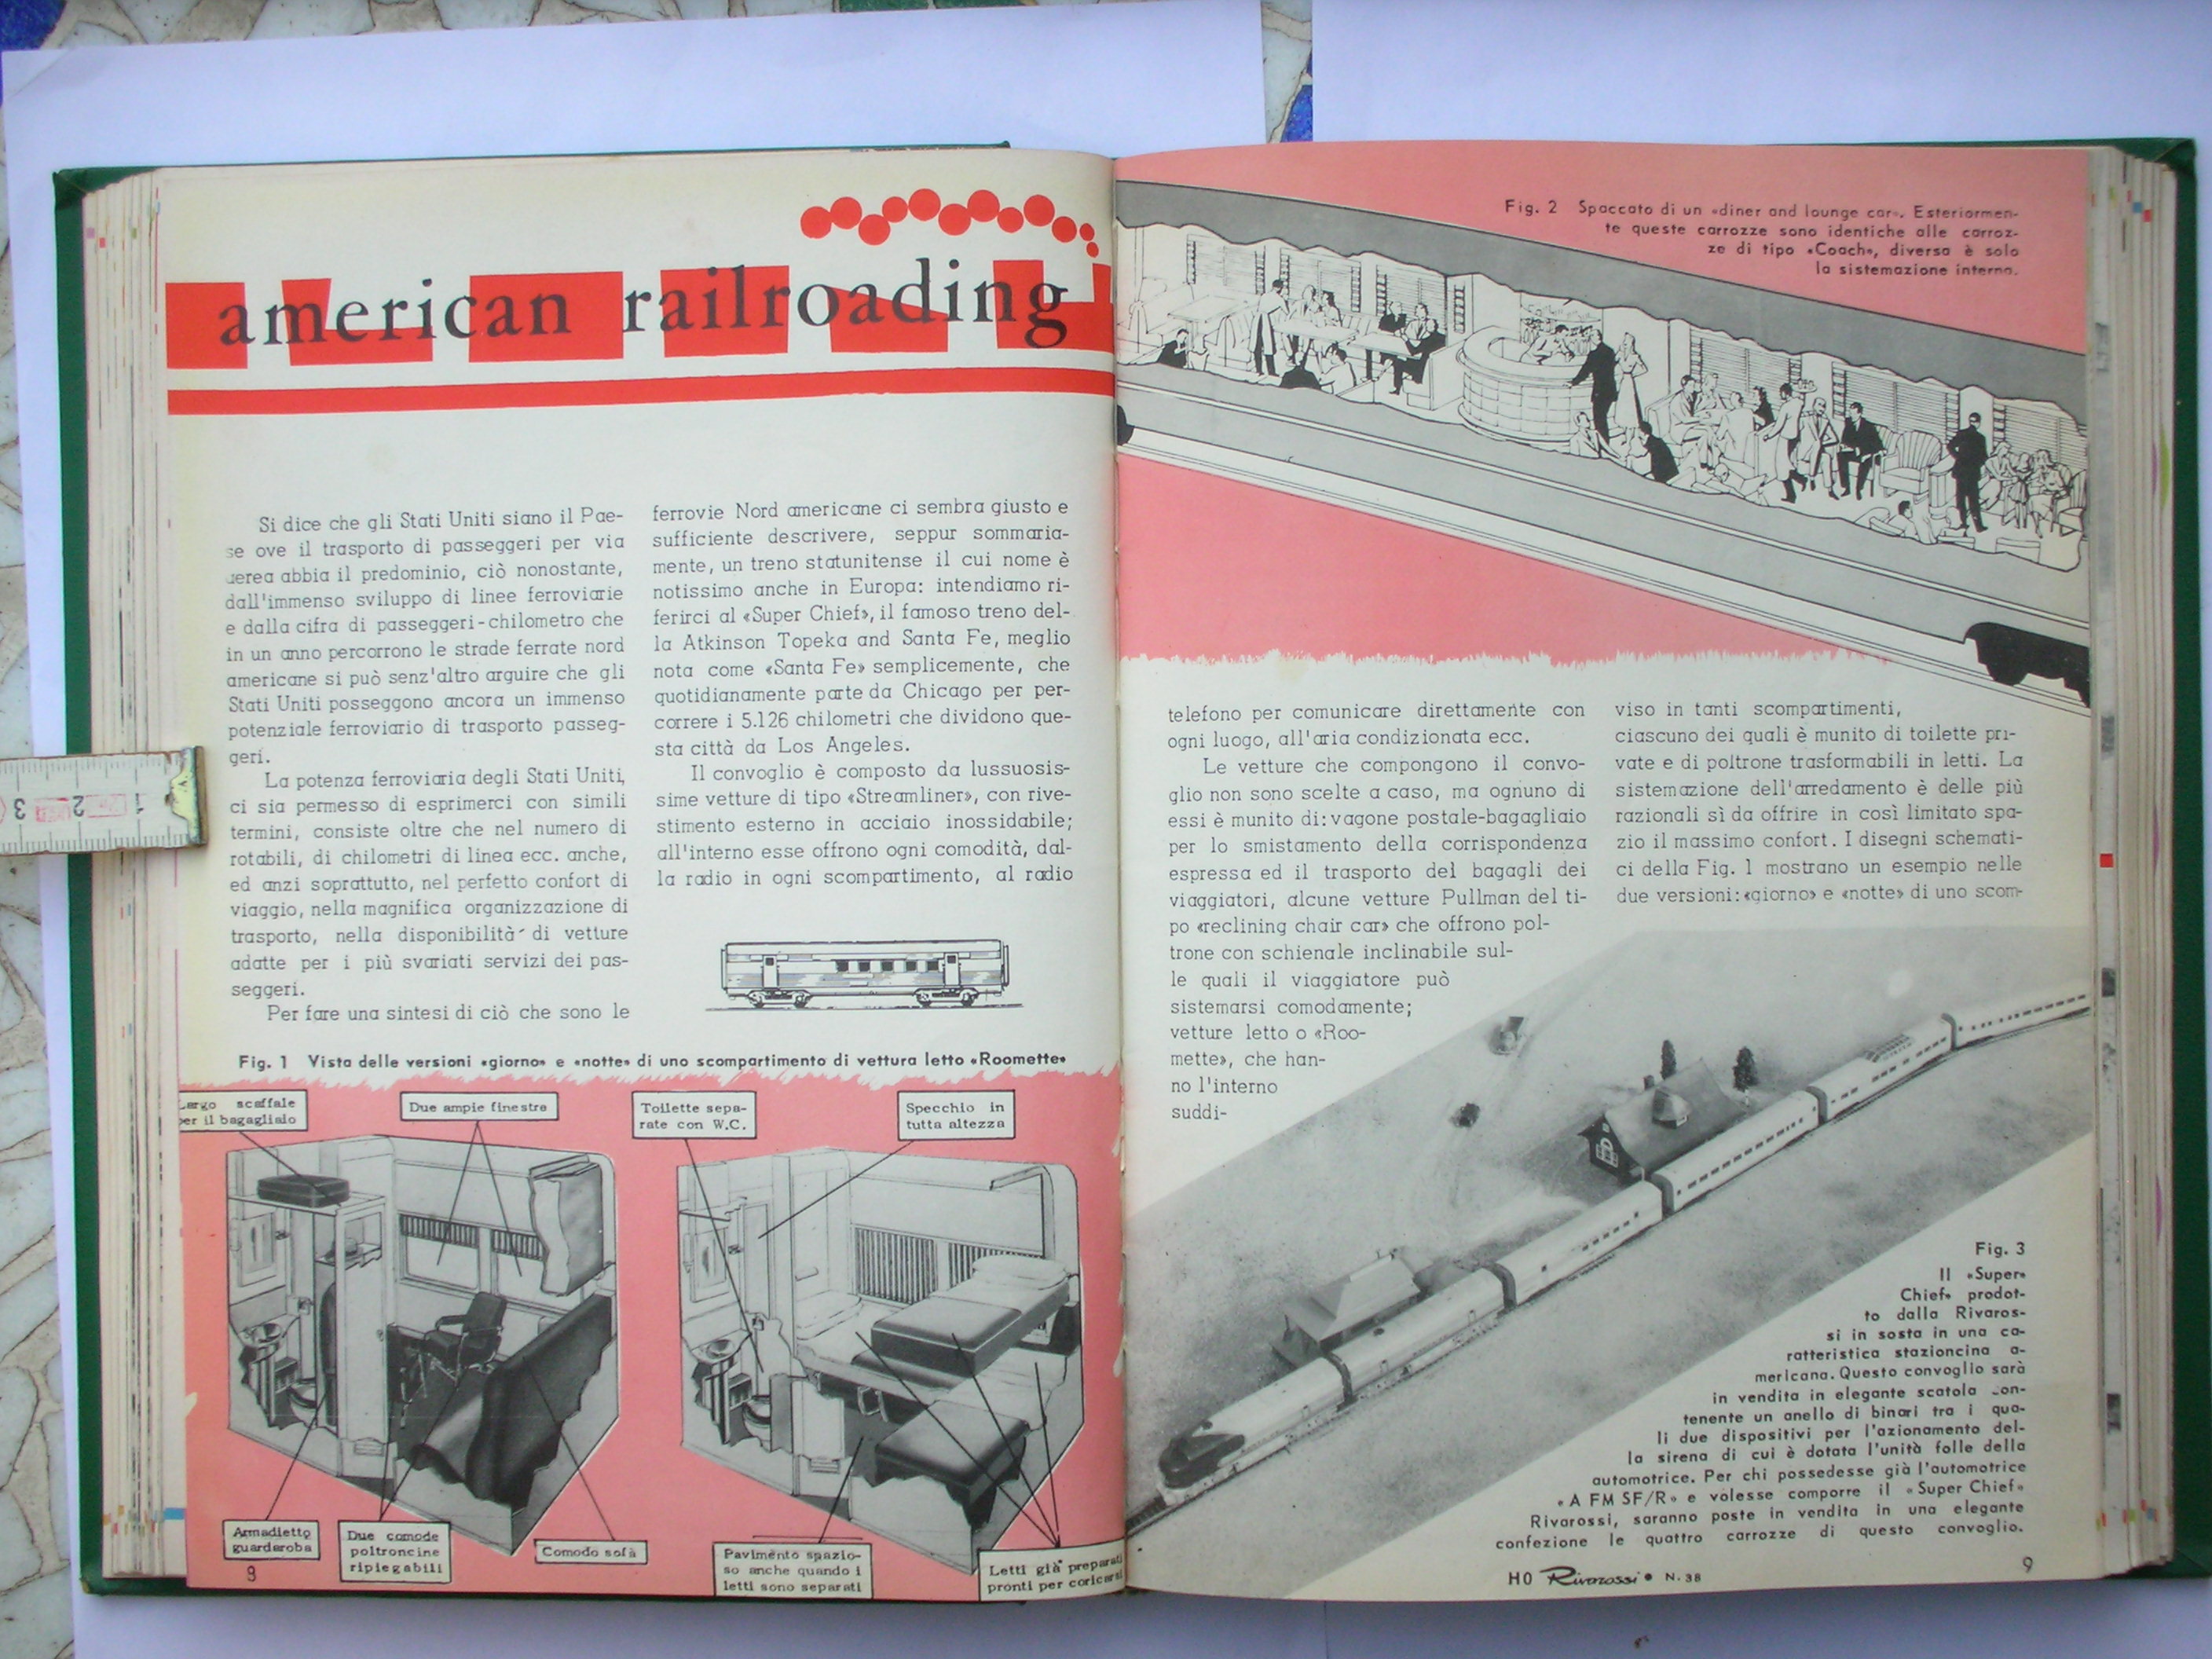 american railroading
Si dice che gli Stati Uniti siano il Pae-
se ove il trasporto di passeggeri per via
aerea abbia il predominio, ciò nonostante,
dall'immenso sviluppo di linee ferroviarie
e dalla cifra di passeggeri-chilometro che
in un anno percorrono le strade ferrate nord
americane si può senz'altro arguire che gli
Stati Uniti posseggono ancora un immenso
potenziale ferroviario di trasporto passeg-
geri.
La potenza ferroviaria degli Stati Uniti,
ci sia permesso di esprimerci con simili
termini, consiste oltre che nel numero di
rotabili, di chilometri di linea ecc. anche,
ed anzi soprattutto, nel perfetto confort di
viaggio, nella magnifica organizzazione di
trasporto, nella disponibilità di vetture
adatte per i più svariati servizi dei pas-
seggeri.
Per fare una sintesi di ciò che sono le
ferrovie Nord americane ci sembra giusto e
sufficiente descrivere, seppur sommaria-
mente, un treno statunitense il cui nome è
notissimo anche in Europa: intendiamo ri-
ferirci al «Super Chief», il famoso treno del-
la Atkinson Topeka and Santa Fe, meglio
nota come «Santa Fe» semplicemente, che
quotidianamente parte da Chicago per per-
correre i 5.126 chilometri che dividono que-
sta città da Los Angeles.
Il convoglio è composto da lussuosis-
sime vetture di tipo «Streamliner», con rive-
stimento esterno in acciaio inossidabile;
all'interno esse offrono ogni comodità, dal-
la radio in ogni scompartimento, al radio
Fig. 1 Vista delle versioni «giorno» e «notte» di uno scompartimento di vettura letto «Roomette»
Largo scaffale
per il bagagliaio
Due ampie finestre
Toilette sepa-
rate con W.C.
Specchio in
tutta altezza
Armadietto
guardaroba
Due comode
poltroncine
ripiegabili
Comodo sofà
Pavimento spazio-
so anche quando i
letti sono separati
Letti già preparati
pronti per coricarsi
8
1 2 3
Fig. 2 Spaccato di un «diner and lounge car». Esteriormen-
te queste carrozze sono identiche alle carroz-
ze di tipo «Coach», diversa è solo
la sistemazione interna.
telefono per comunicare direttamente con
ogni luogo, all'aria condizionata ecc.
Le vetture che compongono il convo-
glio non sono scelte a caso, ma ognuno di
essi è munito di: vagone postale-bagagliaio
per lo smistamento della corrispondenza
espressa ed il trasporto dei bagagli dei
viaggiatori, alcune vetture Pullman del ti-
po «reclining chair car» che offrono pol-
trone con schienale inclinabile sul-
le quali il viaggiatore può
sistemarsi comodamente;
vetture letto o «Roo-
mette», che han-
no l'interno
suddi-
viso in tanti scompartimenti,
ciascuno dei quali è munito di toilette pri-
vate e di poltrone trasformabili in letti. La
sistemazione dell'arredamento è delle più
razionali sì da offrire in così limitato spa-
zio il massimo confort. I disegni schemati-
ci della Fig. 1 mostrano un esempio nelle
due versioni: «giorno» e «notte» di uno scom-
Fig. 3
Il «Super
Chief» prodot-
to dalla Rivaros-
si in sosta in una ca-
ratteristica stazioncina a-
mericana. Questo convoglio sarà
in vendita in elegante scatola con-
tenente un anello di binari tra i qua-
li due dispositivi per l'azionamento del-
la sirena di cui è dotata l'unità folle della
automotrice. Per chi possedesse già l'automotrice
«A FM SF/R» e volesse comporre il «Super Chief»
Rivarossi, saranno poste in vendita in una elegante
confezione le quattro carrozze di questo convoglio.
HO Rivarossi • N. 38
9